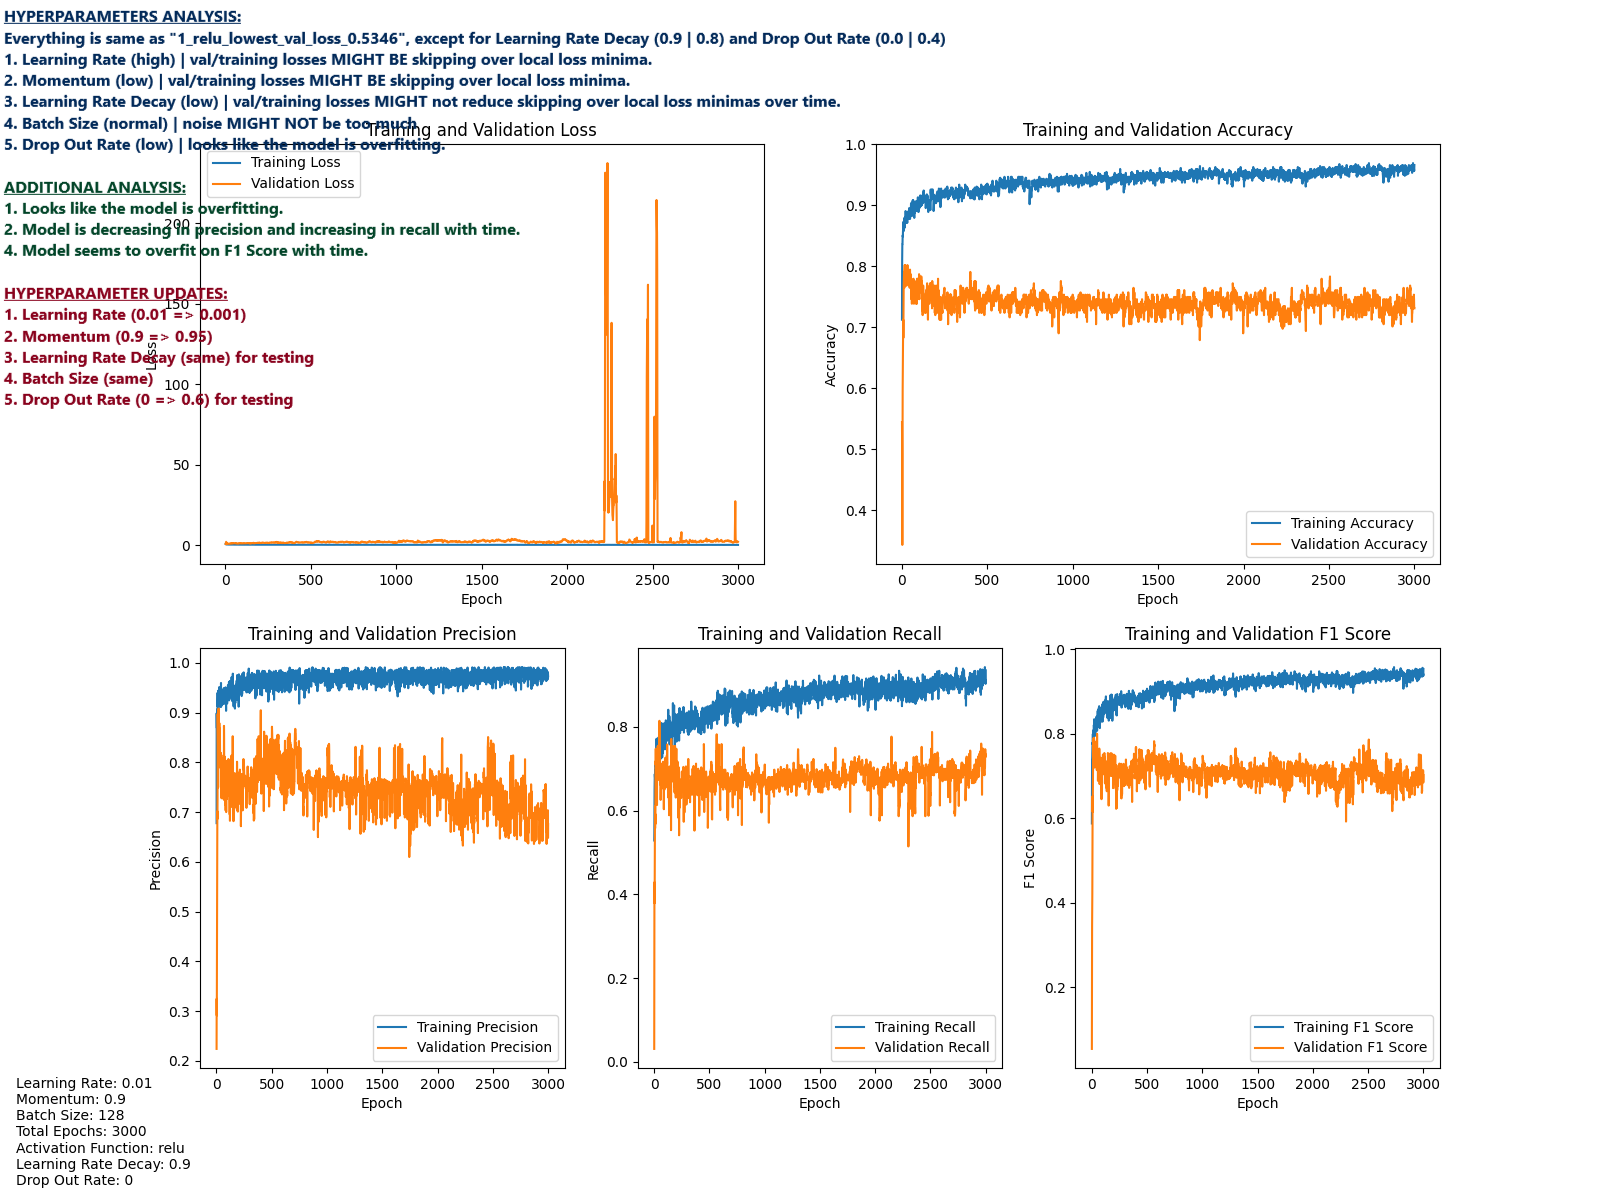 HYPERPARAMETERS ANALYSIS:
Everything is same as "1_relu_lowest_val_loss_0.5346", except for Learning Rate Decay (0.9 | 0.8) and Drop Out Rate (0.0 | 0.4)
1. Learning Rate (high) | val/training losses MIGHT BE skipping over local loss minima.
2. Momentum (low) | val/training losses MIGHT BE skipping over local loss minima.
3. Learning Rate Decay (low) | val/training losses MIGHT not reduce skipping over local loss minimas over time.
4. Batch Size (normal) | noise MIGHT NOT be too much
5. Drop Out Rate (low) | looks like the model is overfitting.
ADDITIONAL ANALYSIS:
1. Looks like the model is overfitting.
2. Model is decreasing in precision and increasing in recall with time.
4. Model seems to overfit on F1 Score with time.
HYPERPARAMETER UPDATES:
1. Learning Rate (0.01 => 0.001)
2. Momentum (0.9 => 0.95)
3. Learning Rate Decay (same) for testing
4. Batch Size (same)
5. Drop Out Rate (0 => 0.6) for testing
Training and Validation Loss
Training Loss
Validation Loss
200
150
100
50
0
Loss
0 500 1000 1500 2000 2500 3000
Epoch
Training and Validation Accuracy
1.0
0.9
0.8
0.7
0.6
0.5
0.4
Accuracy
Training Accuracy
Validation Accuracy
0 500 1000 1500 2000 2500 3000
Epoch
Training and Validation Precision
1.0
0.9
0.8
0.7
0.6
0.5
0.4
0.3
0.2
Precision
Training Precision
Validation Precision
0 500 1000 1500 2000 2500 3000
Epoch
Training and Validation Recall
0.8
0.6
0.4
0.2
0.0
Recall
Training Recall
Validation Recall
0 500 1000 1500 2000 2500 3000
Epoch
Training and Validation F1 Score
1.0
0.8
0.6
0.4
0.2
F1 Score
Training F1 Score
Validation F1 Score
0 500 1000 1500 2000 2500 3000
Epoch
Learning Rate: 0.01
Momentum: 0.9
Batch Size: 128
Total Epochs: 3000
Activation Function: relu
Learning Rate Decay: 0.9
Drop Out Rate: 0